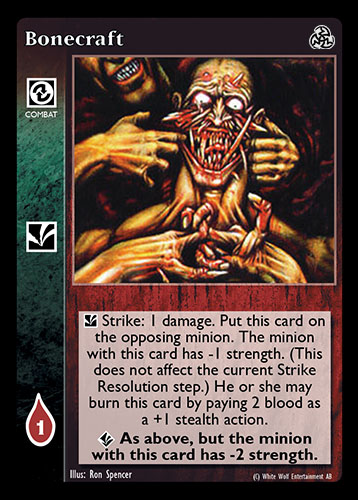 Bonecraft
COMBAT
Strike: 1 damage. Put this card on
the opposing minion. The minion
with this card has -1 strength. (This
does not affect the current Strike
Resolution step.) He or she may
burn this card by paying 2 blood as
a +1 stealth action.
As above, but the minion
with this card has -2 strength.
1
Illus: Ron Spencer
(C) White Wolf Entertainment AB